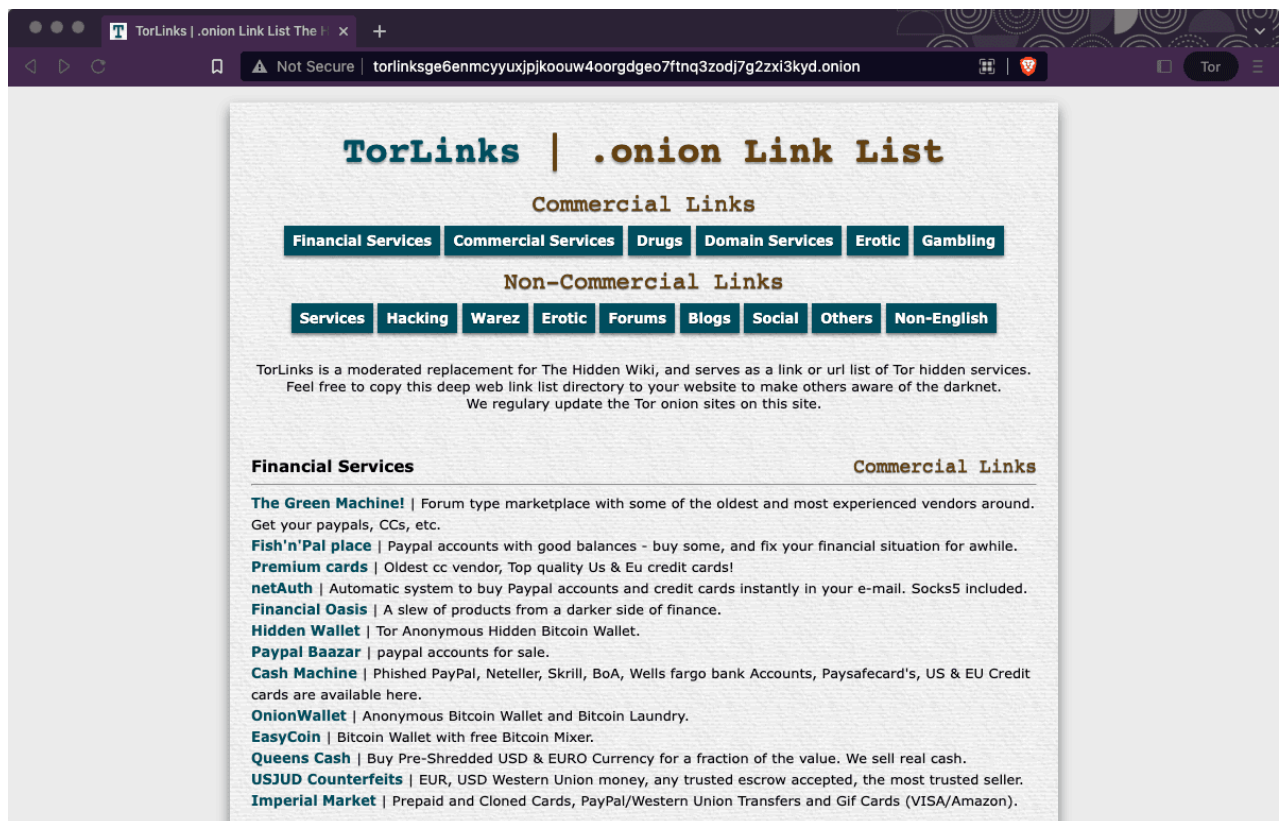 TorLinks | .onion Link List The H
Not Secure
torlinksge6enmcyyuxjpjkoouw4oorgdgeo7ftnq3zodj7g2zxi3kyd.onion
Tor
TorLinks | .onion Link List
Commercial Links
Financial Services Commercial Services Drugs Domain Services Erotic Gambling
Non-Commercial Links
Services Hacking Warez Erotic Forums Blogs Social Others Non-English
TorLinks is a moderated replacement for The Hidden Wiki, and serves as a link or url list of Tor hidden services.
Feel free to copy this deep web link list directory to your website to make others aware of the darknet.
We regulary update the Tor onion sites on this site.
Financial Services Commercial Links
The Green Machine! | Forum type marketplace with some of the oldest and most experienced vendors around.
Get your paypals, CCs, etc.
Fish'n'Pal place | Paypal accounts with good balances - buy some, and fix your financial situation for awhile.
Premium cards | Oldest cc vendor, Top quality Us & Eu credit cards!
netAuth | Automatic system to buy Paypal accounts and credit cards instantly in your e-mail. Socks5 included.
Financial Oasis | A slew of products from a darker side of finance.
Hidden Wallet | Tor Anonymous Hidden Bitcoin Wallet.
Paypal Baazar | paypal accounts for sale.
Cash Machine | Phished PayPal, Neteller, Skrill, BoA, Wells fargo bank Accounts, Paysafecard's, US & EU Credit
cards are available here.
OnionWallet | Anonymous Bitcoin Wallet and Bitcoin Laundry.
EasyCoin | Bitcoin Wallet with free Bitcoin Mixer.
Queens Cash | Buy Pre-Shredded USD & EURO Currency for a fraction of the value. We sell real cash.
USJUD Counterfeits | EUR, USD Western Union money, any trusted escrow accepted, the most trusted seller.
Imperial Market | Prepaid and Cloned Cards, PayPal/Western Union Transfers and Gif Cards (VISA/Amazon).